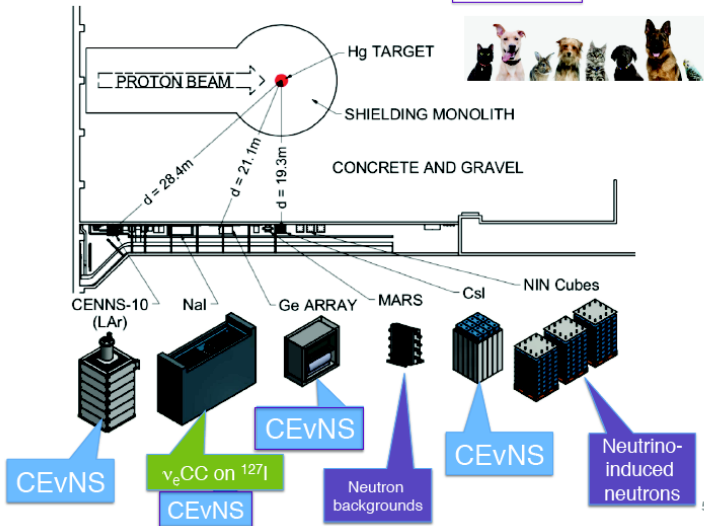 Hg TARGET
PROTON BEAM
SHIELDING MONOLITH
d = 28.4m
d = 21.1m
d = 19.3m
CONCRETE AND GRAVEL
CENNS-10
(LAr)
NaI
Ge ARRAY
MARS
CsI
NIN Cubes
CEvNS
νₑCC on ¹²⁷I
CEvNS
CEvNS
Neutron
backgrounds
CEvNS
Neutrino-
induced
neutrons